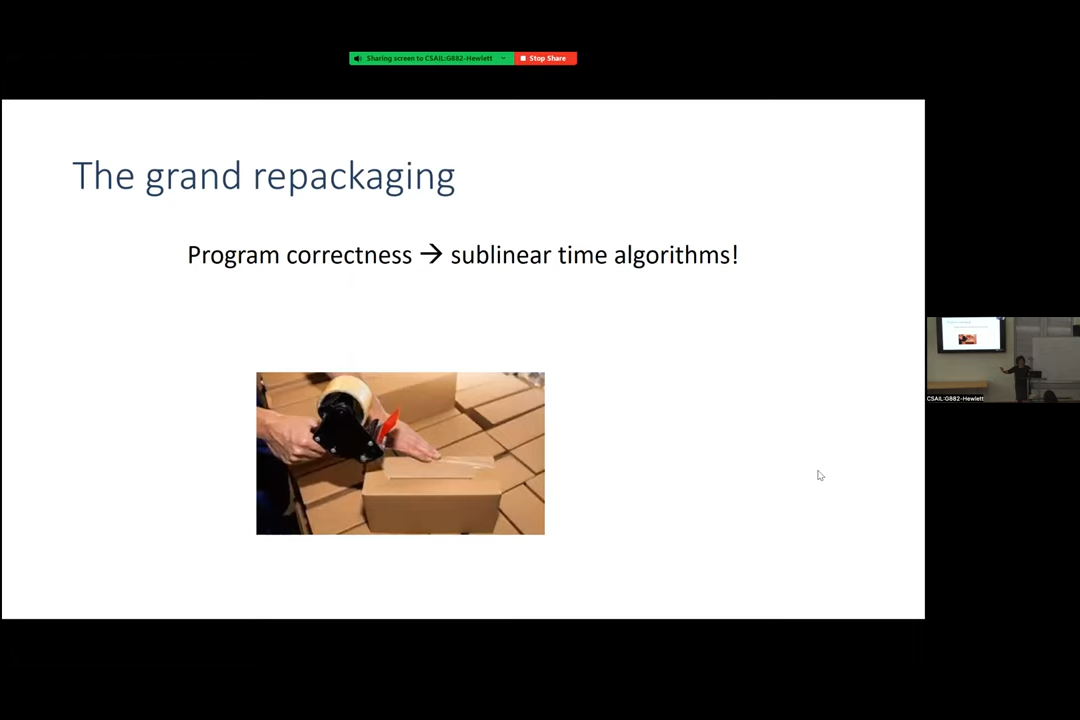 Sharing screen to CSAIL:G882-Hewlett
Stop Share
The grand repackaging
Program correctness → sublinear time algorithms!
CSAIL:G882-Hewlett